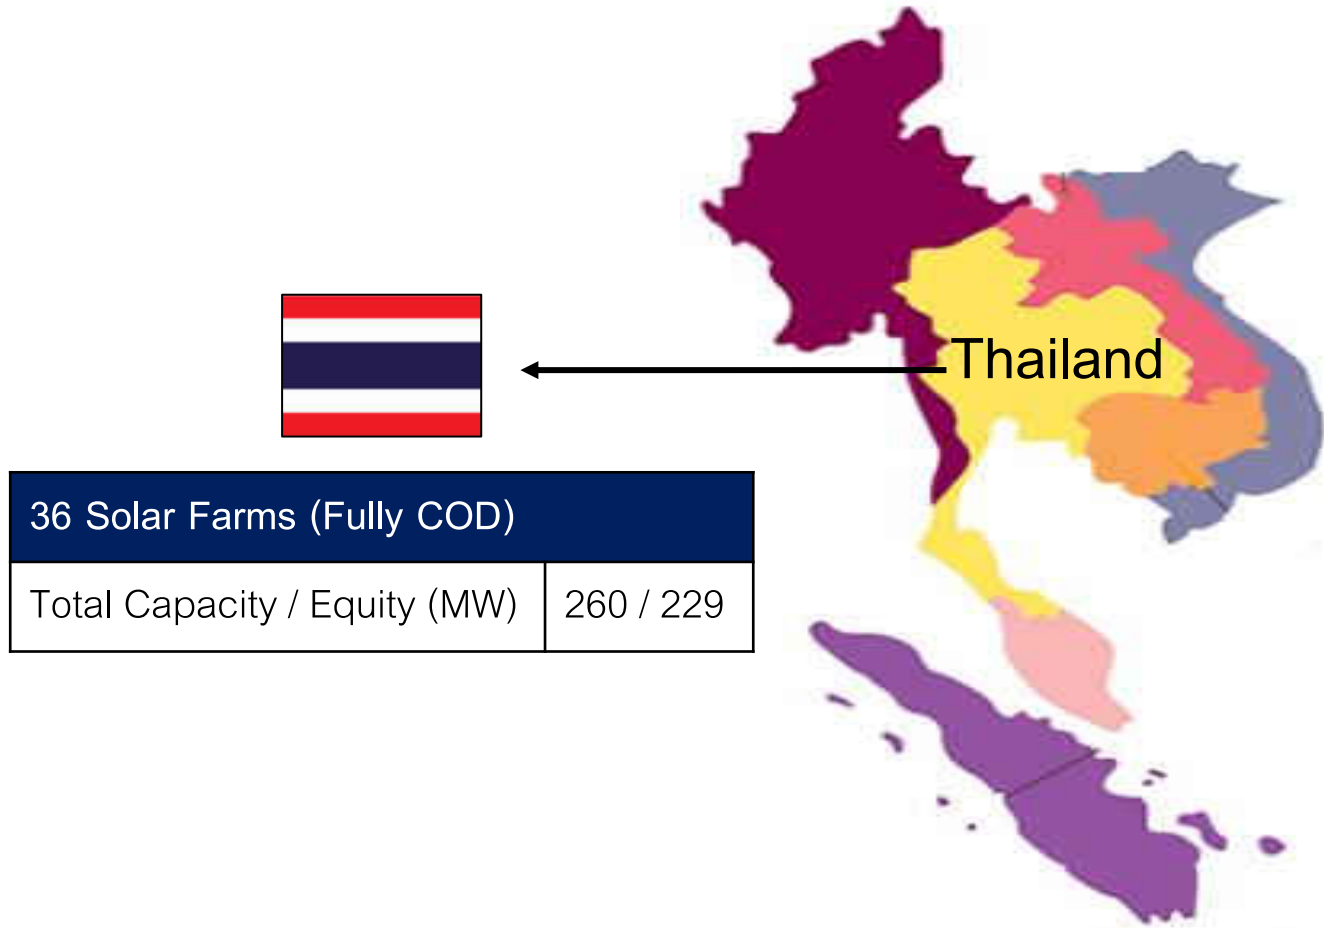 Thailand
36 Solar Farms (Fully COD)
Total Capacity / Equity (MW) 260 / 229